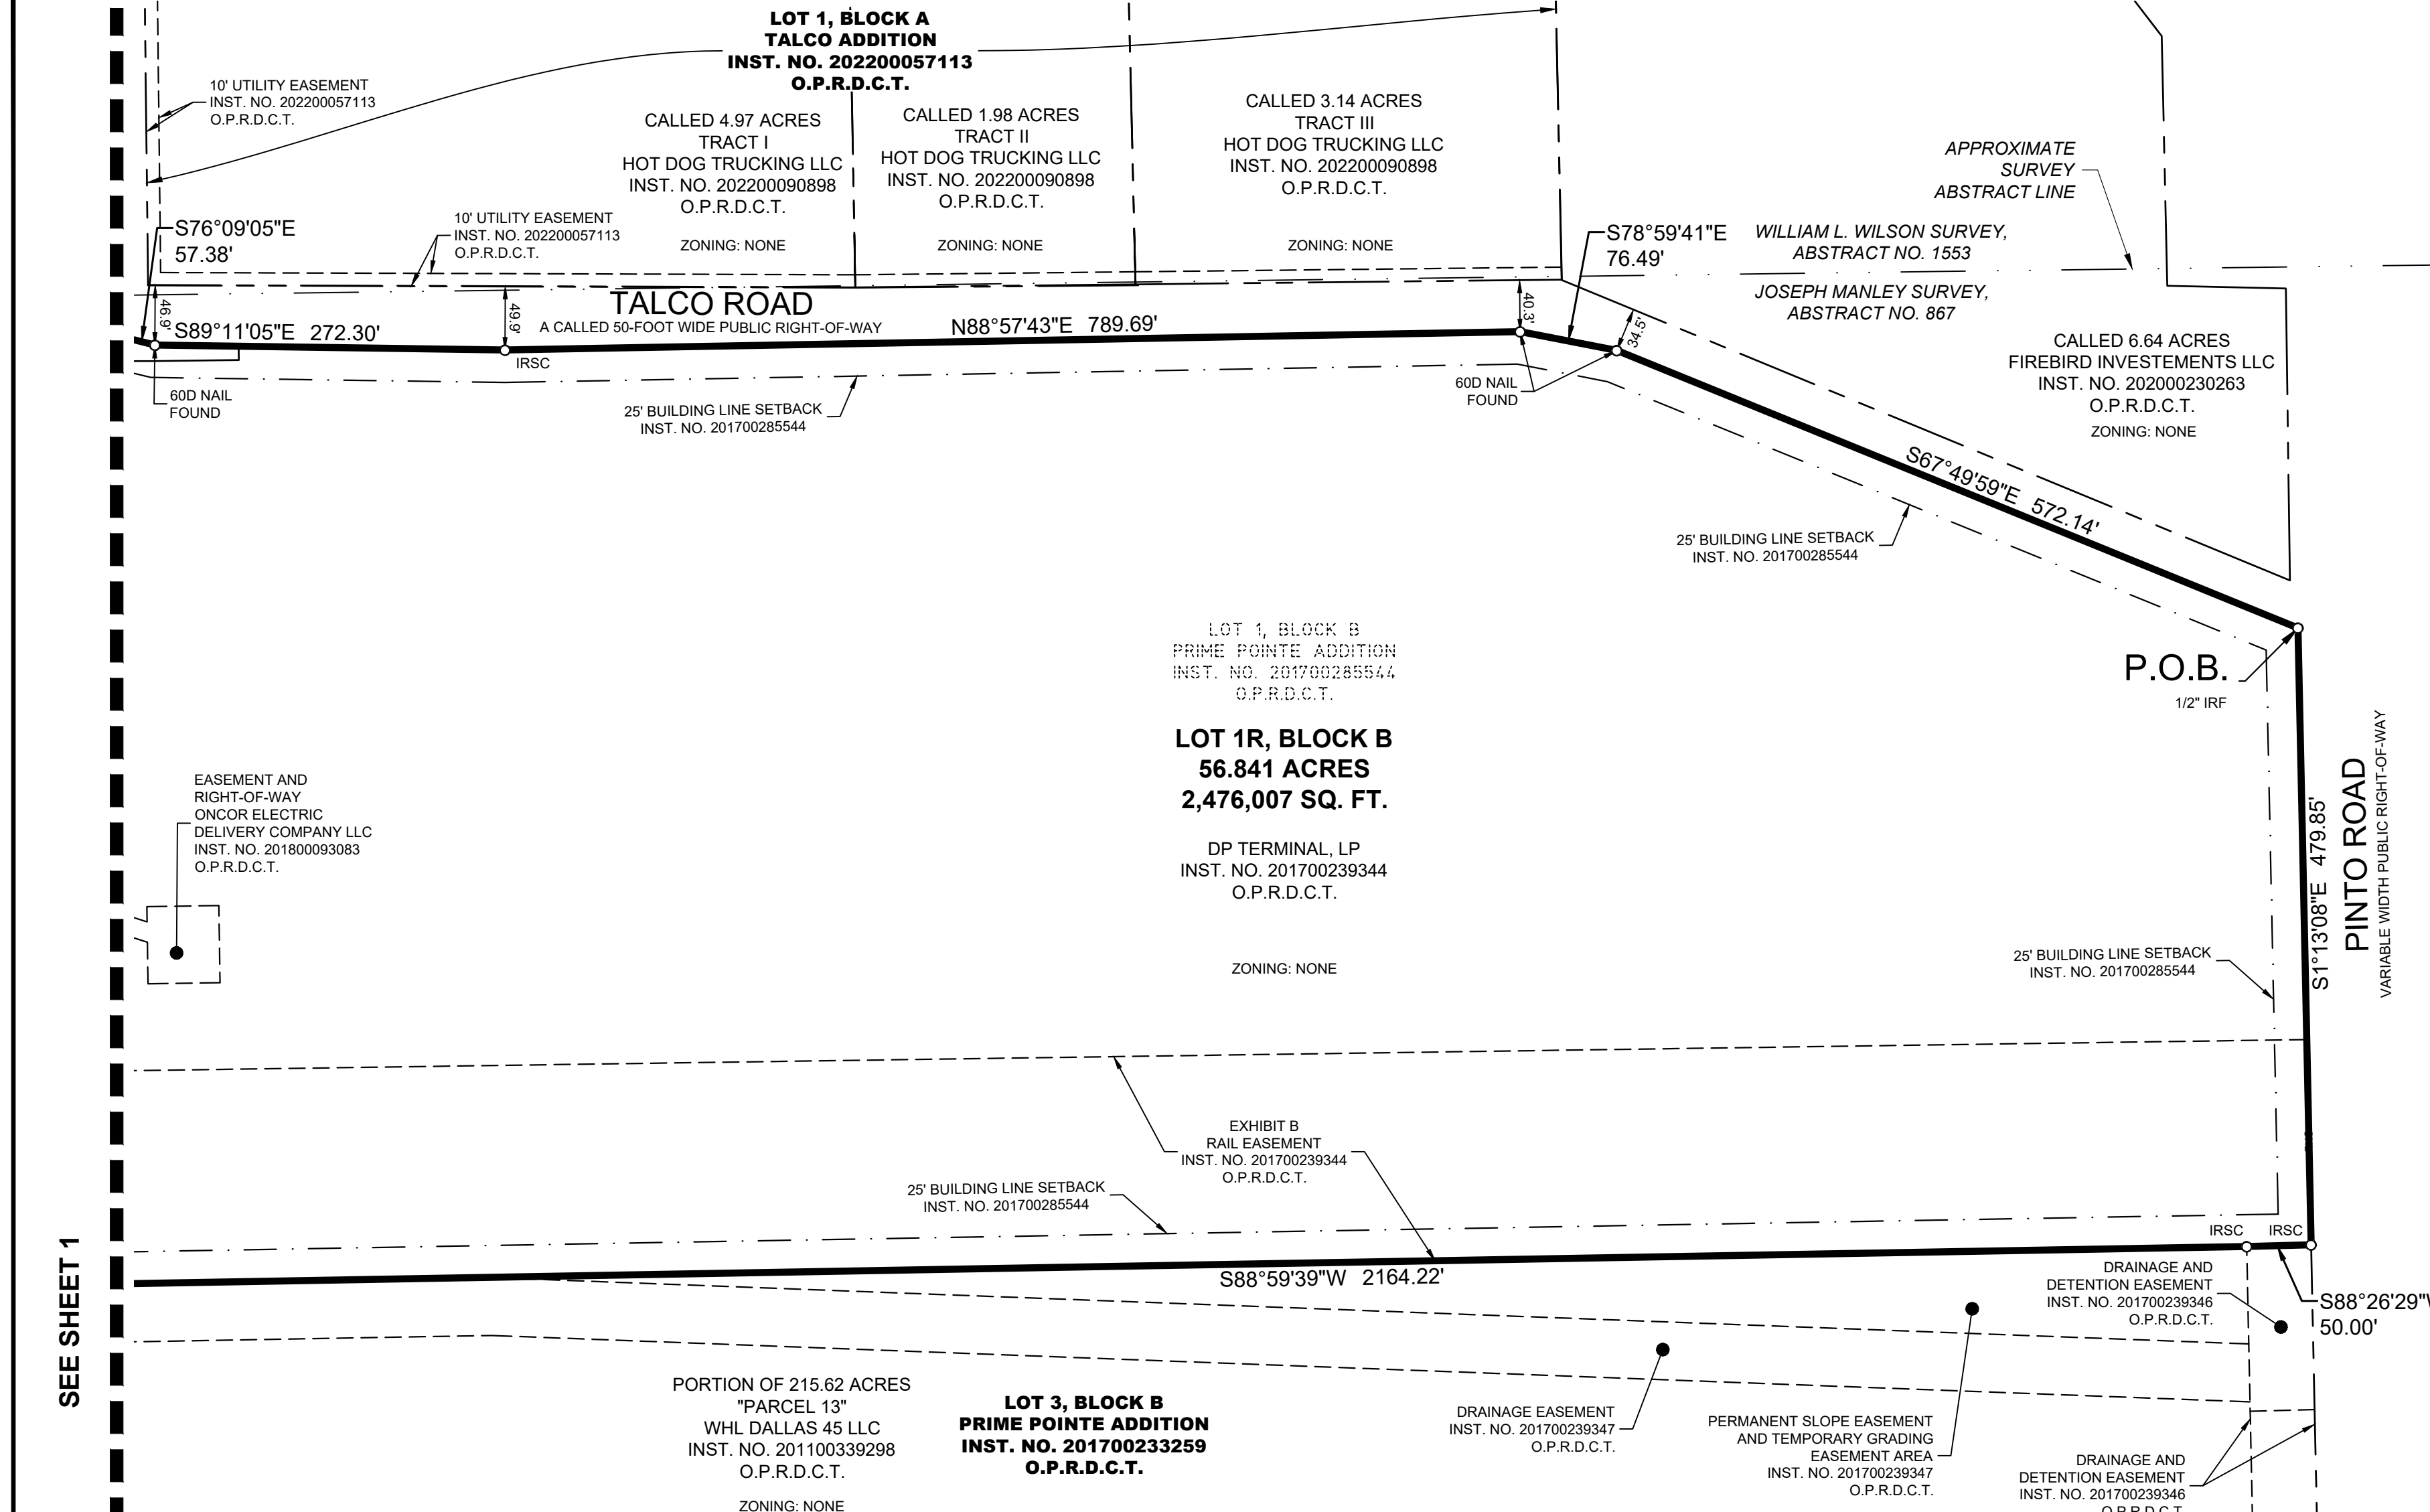 LOT 1, BLOCK A
TALCO ADDITION
INST. NO. 202200057113
O.P.R.D.C.T.
10' UTILITY EASEMENT
INST. NO. 202200057113
O.P.R.D.C.T.
CALLED 4.97 ACRES
TRACT I
HOT DOG TRUCKING LLC
INST. NO. 202200090898
O.P.R.D.C.T.
ZONING: NONE
CALLED 1.98 ACRES
TRACT II
HOT DOG TRUCKING LLC
INST. NO. 202200090898
O.P.R.D.C.T.
ZONING: NONE
CALLED 3.14 ACRES
TRACT III
HOT DOG TRUCKING LLC
INST. NO. 202200090898
O.P.R.D.C.T.
ZONING: NONE
APPROXIMATE
SURVEY
ABSTRACT LINE
S76°09'05"E
57.38'
10' UTILITY EASEMENT
INST. NO. 202200057113
O.P.R.D.C.T.
S78°59'41"E
76.49'
WILLIAM L. WILSON SURVEY,
ABSTRACT NO. 1553
JOSEPH MANLEY SURVEY,
ABSTRACT NO. 867
46.9'
49.9'
TALCO ROAD
A CALLED 50-FOOT WIDE PUBLIC RIGHT-OF-WAY
S89°11'05"E 272.30'
N88°57'43"E 789.69'
40.3'
34.5'
IRSC
CALLED 6.64 ACRES
FIREBIRD INVESTEMENTS LLC
INST. NO. 202000230263
O.P.R.D.C.T.
ZONING: NONE
60D NAIL
FOUND
25' BUILDING LINE SETBACK
INST. NO. 201700285544
60D NAIL
FOUND
S67°49'59"E 572.14'
25' BUILDING LINE SETBACK
INST. NO. 201700285544
LOT 1, BLOCK B
PRIME POINTE ADDITION
INST. NO. 201700285544
O.P.R.D.C.T.
P.O.B.
1/2" IRF
LOT 1R, BLOCK B
56.841 ACRES
2,476,007 SQ. FT.
DP TERMINAL, LP
INST. NO. 201700239344
O.P.R.D.C.T.
ZONING: NONE
EASEMENT AND
RIGHT-OF-WAY
ONCOR ELECTRIC
DELIVERY COMPANY LLC
INST. NO. 201800093083
O.P.R.D.C.T.
S1°13'08"E 479.85'
PINTO ROAD
VARIABLE WIDTH PUBLIC RIGHT-OF-WAY
25' BUILDING LINE SETBACK
INST. NO. 201700285544
EXHIBIT B
RAIL EASEMENT
INST. NO. 201700239344
O.P.R.D.C.T.
25' BUILDING LINE SETBACK
INST. NO. 201700285544
IRSC
IRSC
S88°59'39"W 2164.22'
DRAINAGE AND
DETENTION EASEMENT
INST. NO. 201700239346
O.P.R.D.C.T.
S88°26'29"W
50.00'
SEE SHEET 1
PORTION OF 215.62 ACRES
"PARCEL 13"
WHL DALLAS 45 LLC
INST. NO. 201100339298
O.P.R.D.C.T.
ZONING: NONE
LOT 3, BLOCK B
PRIME POINTE ADDITION
INST. NO. 201700233259
O.P.R.D.C.T.
DRAINAGE EASEMENT
INST. NO. 201700239347
O.P.R.D.C.T.
PERMANENT SLOPE EASEMENT
AND TEMPORARY GRADING
EASEMENT AREA
INST. NO. 201700239347
O.P.R.D.C.T.
DRAINAGE AND
DETENTION EASEMENT
INST. NO. 201700239346
O.P.R.D.C.T.